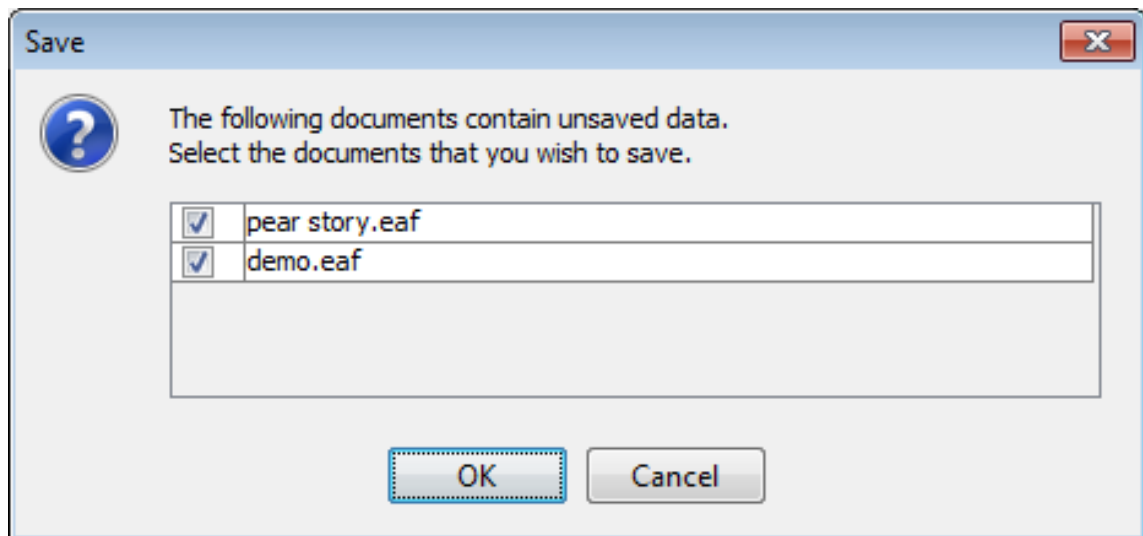 Save
The following documents contain unsaved data.
Select the documents that you wish to save.
pear story.eaf
demo.eaf
OK
Cancel